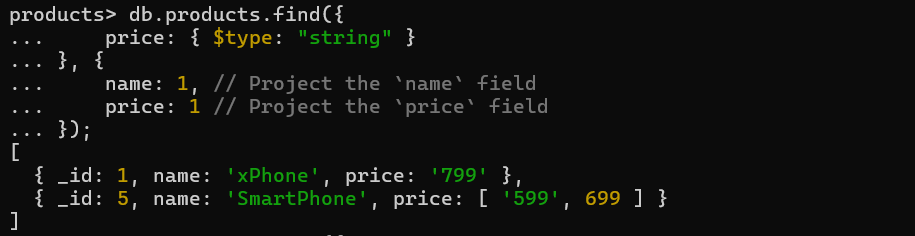 products> db.products.find({
...     price: { $type: "string" }
... }, {
...     name: 1, // Project the `name` field
...     price: 1 // Project the `price` field
... });
[
  { _id: 1, name: 'xPhone', price: '799' },
  { _id: 5, name: 'SmartPhone', price: [ '599', 699 ] }
]